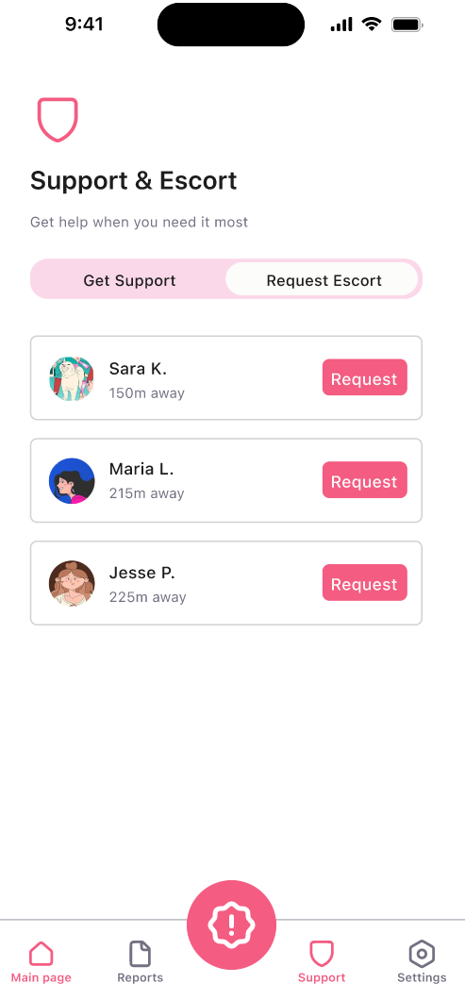 9:41
Support & Escort
Get help when you need it most
Get Support
Request Escort
Sara K.
150m away
Request
Maria L.
215m away
Request
Jesse P.
225m away
Request
Main page
Reports
Support
Settings